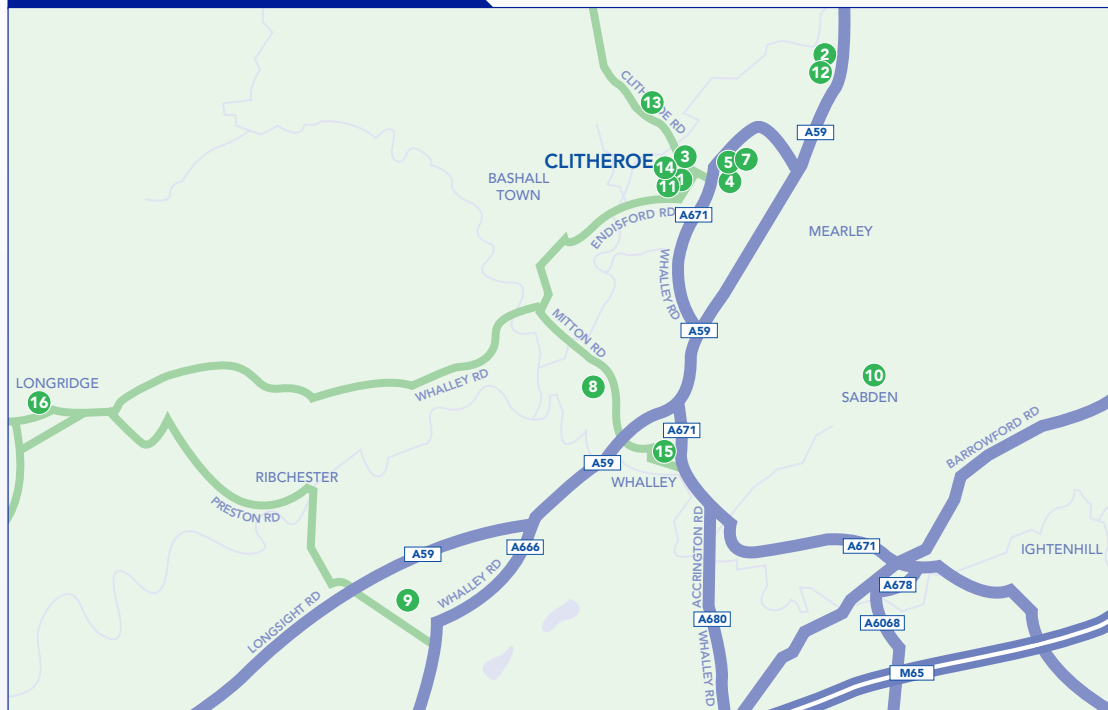 2
12
CLITHEROE RD
13
A59
CLITHEROE
3
14
1
11
5
7
4
BASHALL
TOWN
ENDISFORD RD
A671
MEARLEY
WHALLEY RD
A59
MITTON RD
LONGRIDGE
16
WHALLEY RD
8
10
SABDEN
A671
BARROWFORD RD
15
A59
WHALLEY
RIBCHESTER
PRESTON RD
A59
A666
ACCRINGTON RD
A671
IGHTENHILL
A678
WHALLEY RD
9
LONGSIGHT RD
A680
A6068
WHALLEY RD
M65